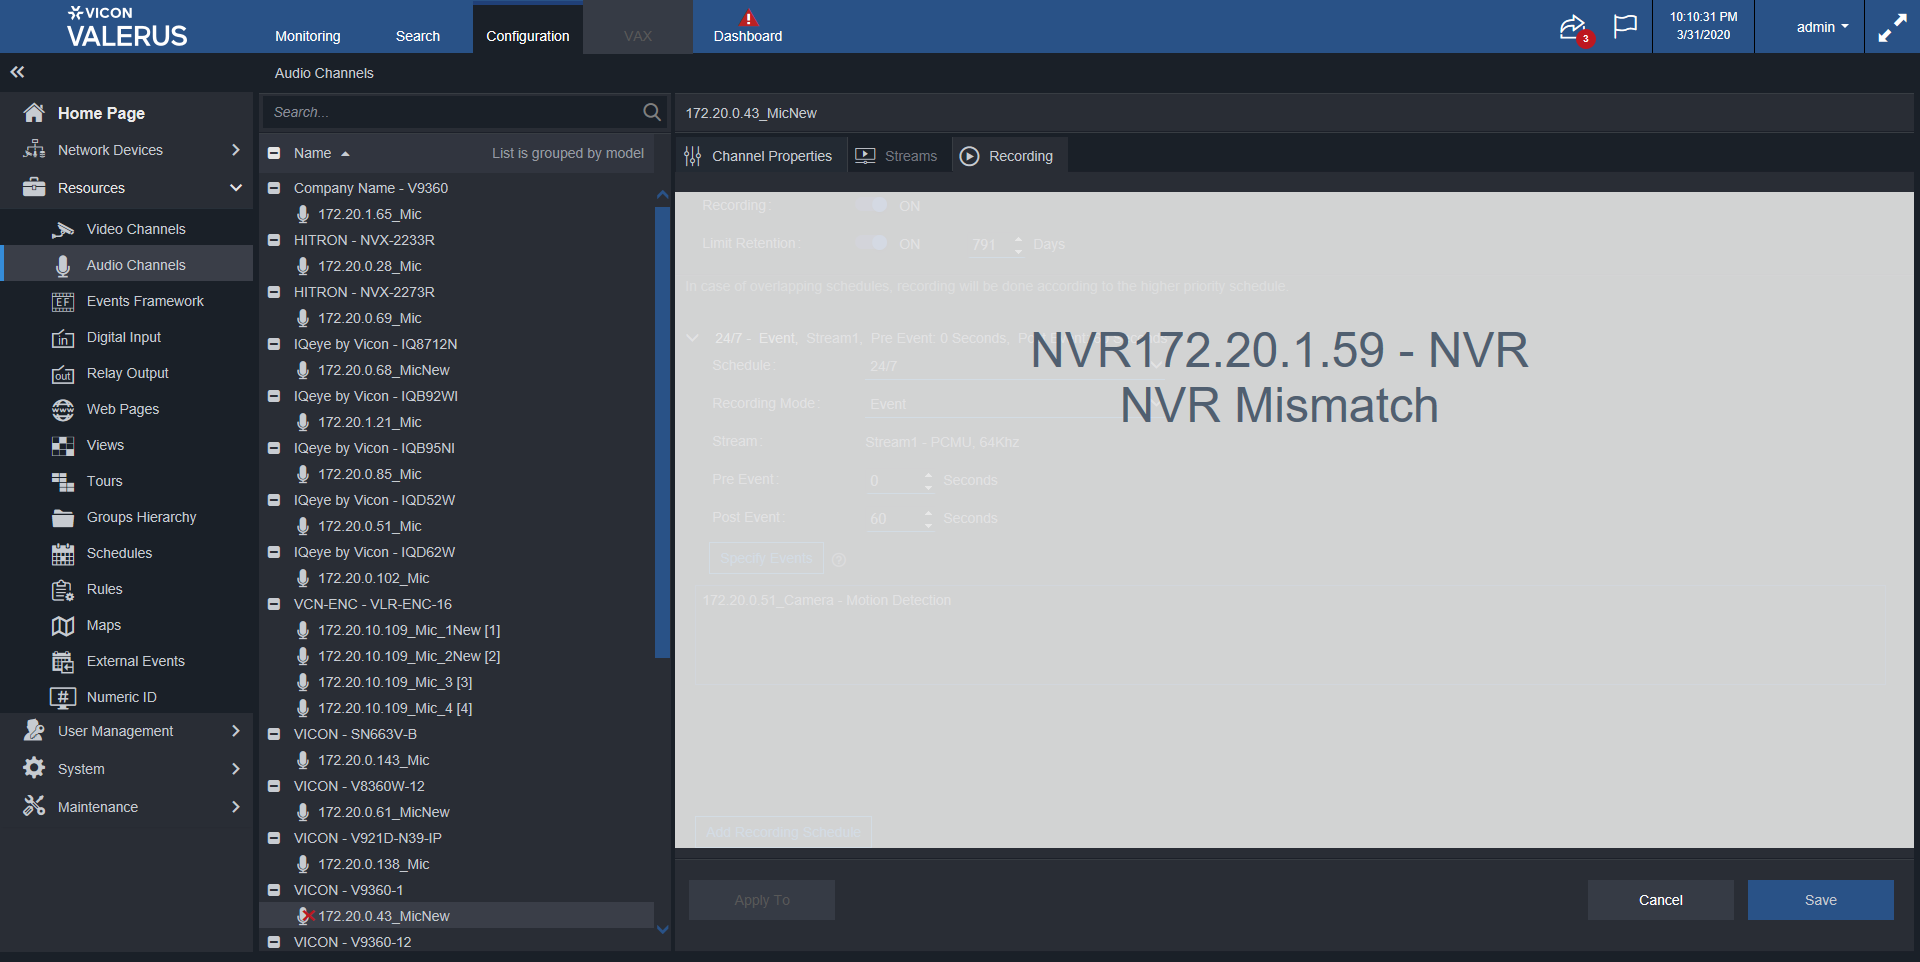 VICON
VALERUS
Monitoring
Search
Configuration
VAX
Dashboard
3
10:10:31 PM
3/31/2020
admin
Audio Channels
Home Page
Network Devices
Resources
Video Channels
Audio Channels
EF
Events Framework
in
Digital Input
out
Relay Output
www
Web Pages
Views
Tours
Groups Hierarchy
Schedules
Rules
Maps
External Events
#
Numeric ID
User Management
System
Maintenance
Search...
Name
List is grouped by model
Company Name - V9360
172.20.1.65_Mic
HITRON - NVX-2233R
172.20.0.28_Mic
HITRON - NVX-2273R
172.20.0.69_Mic
IQeye by Vicon - IQ8712N
172.20.0.68_MicNew
IQeye by Vicon - IQB92WI
172.20.1.21_Mic
IQeye by Vicon - IQB95NI
172.20.0.85_Mic
IQeye by Vicon - IQD52W
172.20.0.51_Mic
IQeye by Vicon - IQD62W
172.20.0.102_Mic
VCN-ENC - VLR-ENC-16
172.20.10.109_Mic_1New [1]
172.20.10.109_Mic_2New [2]
172.20.10.109_Mic_3 [3]
172.20.10.109_Mic_4 [4]
VICON - SN663V-B
172.20.0.143_Mic
VICON - V8360W-12
172.20.0.61_MicNew
VICON - V921D-N39-IP
172.20.0.138_Mic
VICON - V9360-1
172.20.0.43_MicNew
VICON - V9360-12
172.20.0.43_MicNew
Channel Properties
Streams
Recording
Recording: ON
Limit Retention: ON 791 Days
In case of overlapping schedules, recording will be done according to the higher priority schedule.
24/7 - Event, Stream1, Pre Event: 0 Seconds,
NVR172.20.1.59 - NVR
NVR Mismatch
Schedule: 24/7
Recording Mode: Event
Stream: Stream1 - PCMU, 64Khz
Pre Event: 0 Seconds
Post Event 60 Seconds
Specify Events ?
172.20.0.51_Camera - Motion Detection
Add Recording Schedule
Apply To
Cancel
Save